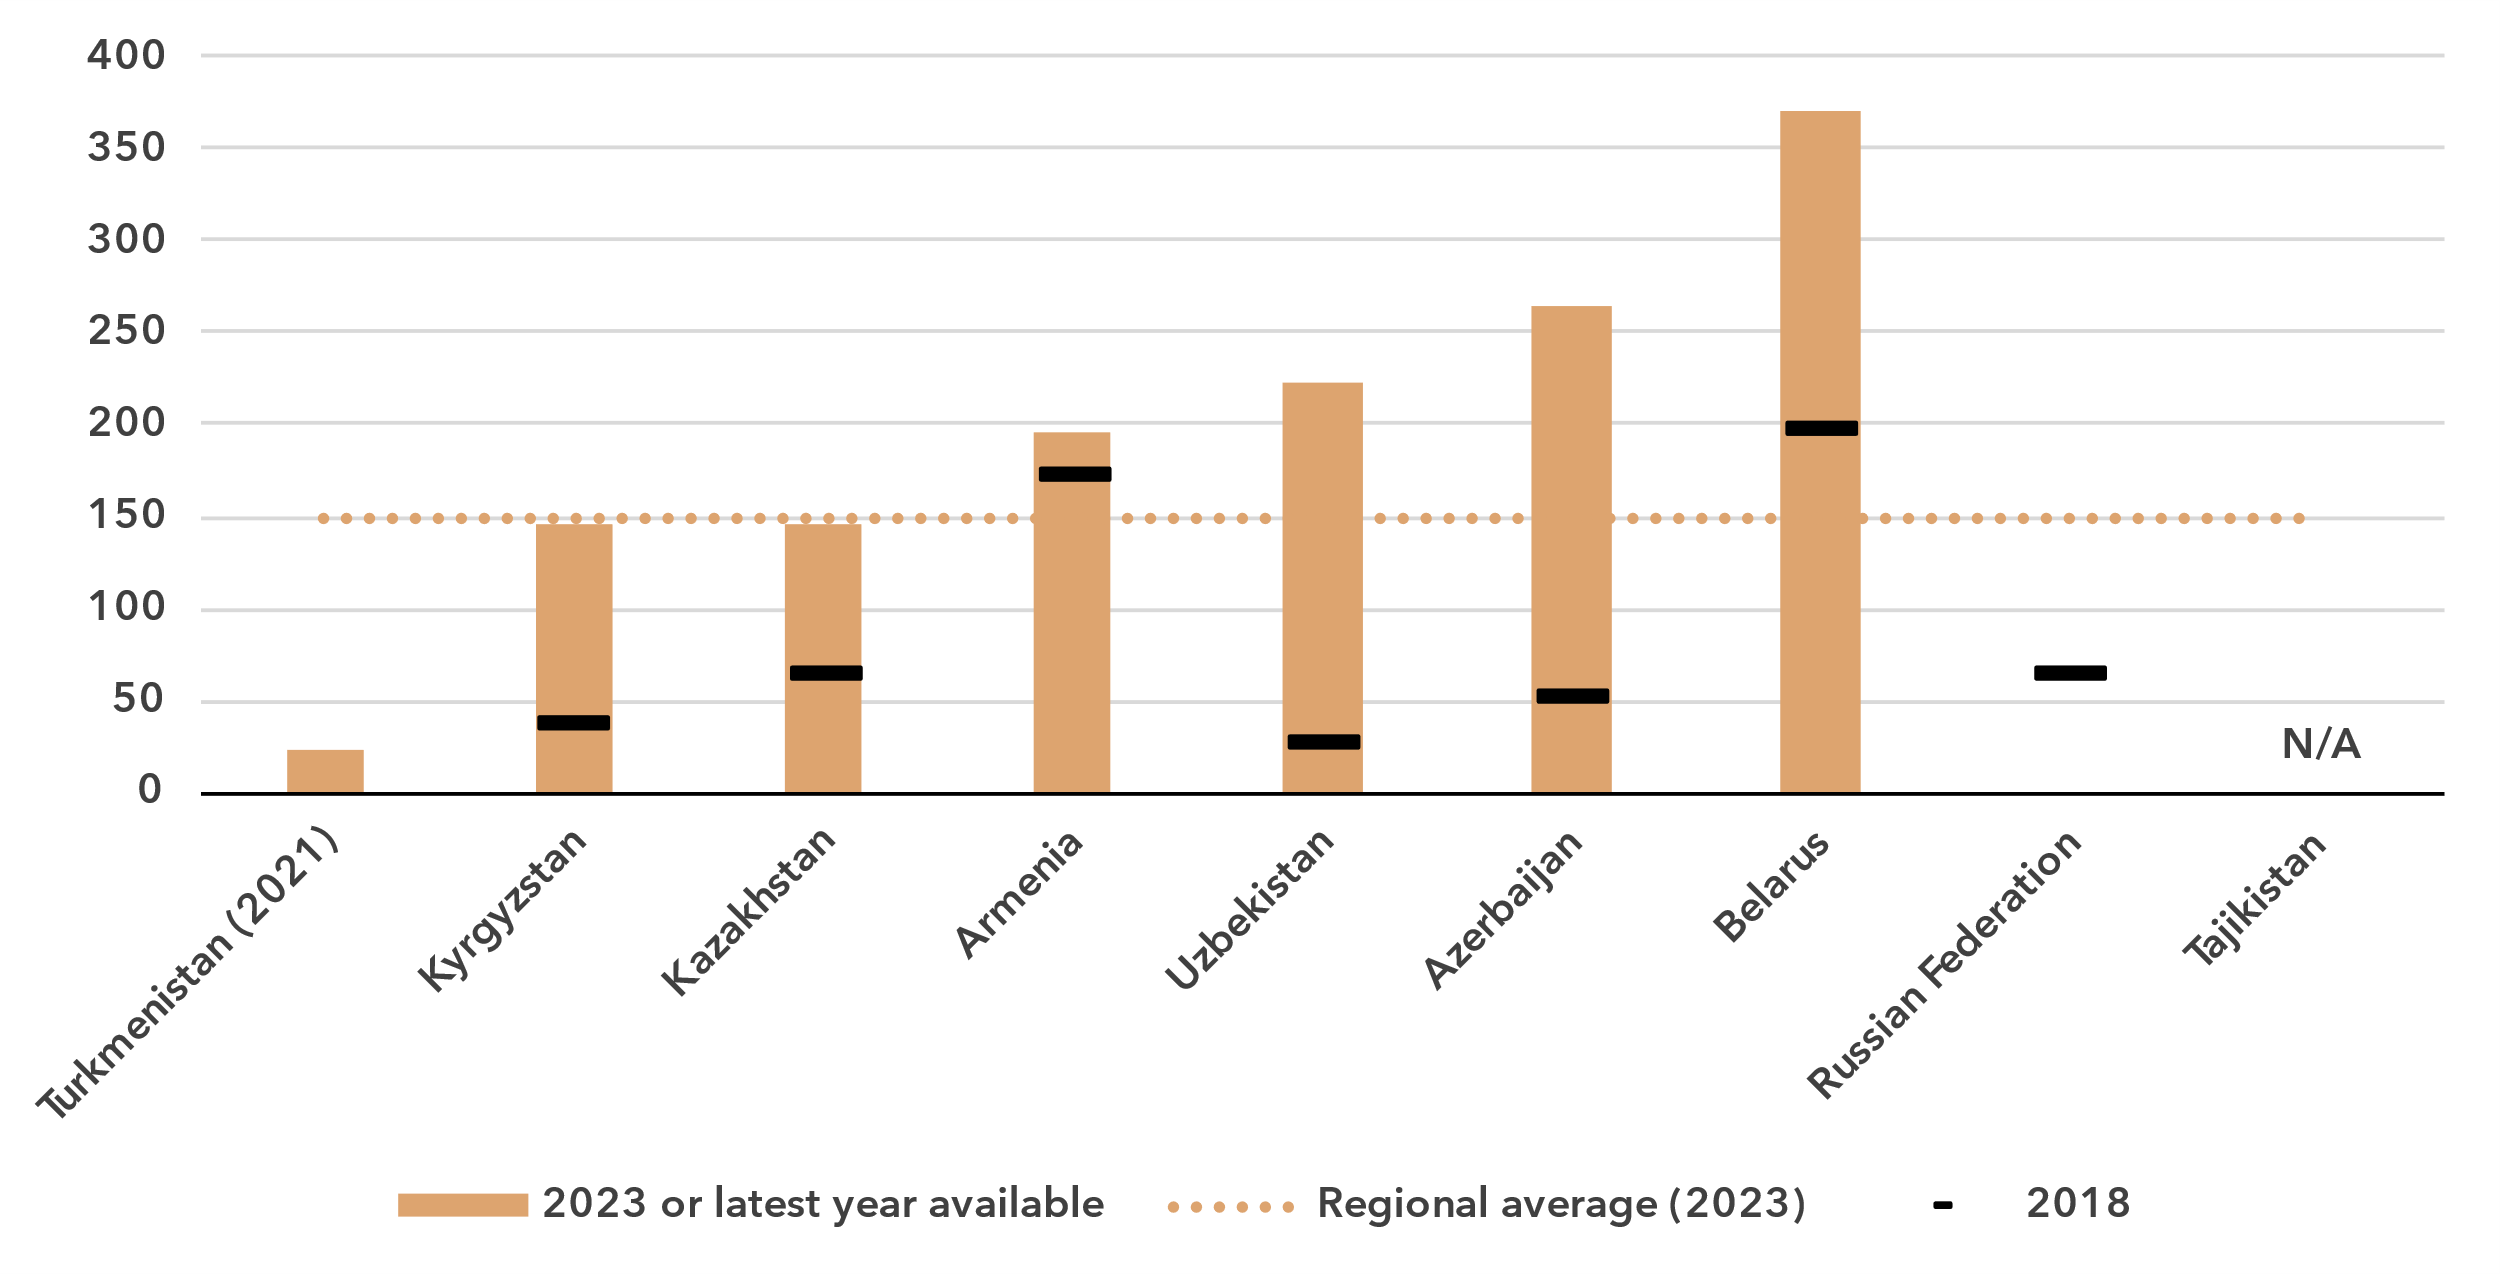 400
350
300
250
200
150
100
50
0
N/A
Turkmenistan (2021)
Kyrgyzstan
Kazakhstan
Armenia
Uzbekistan
Azerbaijan
Belarus
Russian Federation
Tajikistan
2023 or latest year available
Regional average (2023)
2018